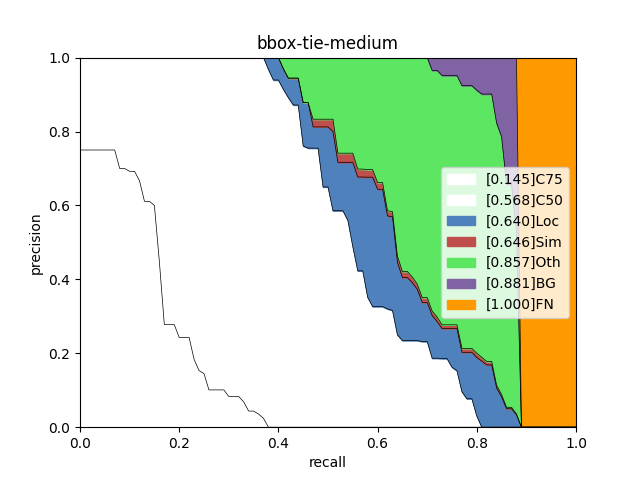 bbox-tie-medium
1.0
0.8
0.6
0.4
0.2
0.0
precision
[0.145]C75
[0.568]C50
[0.640]Loc
[0.646]Sim
[0.857]Oth
[0.881]BG
[1.000]FN
0.0 0.2 0.4 0.6 0.8 1.0
recall